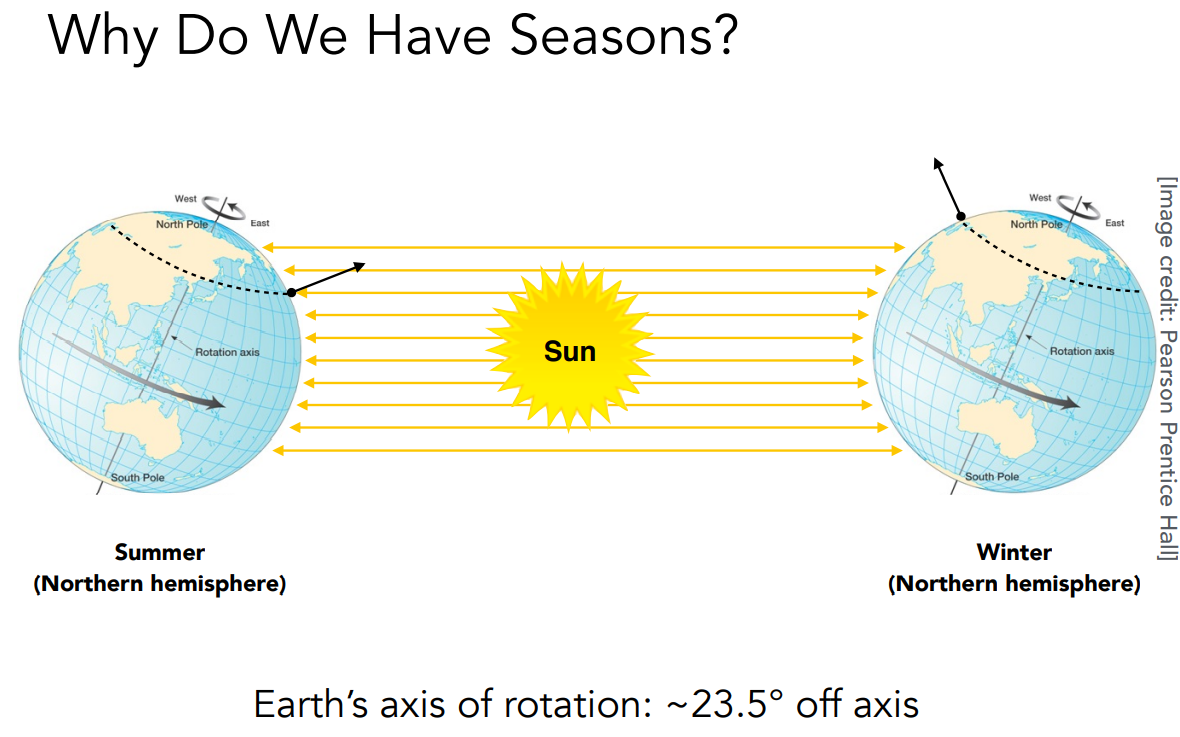 Why Do We Have Seasons?
West
North Pole
East
Rotation axis
South Pole
Summer
(Northern hemisphere)
Sun
West
North Pole
East
Rotation axis
South Pole
Winter
(Northern hemisphere)
[Image credit: Pearson Prentice Hall]
Earth’s axis of rotation: ~23.5° off axis